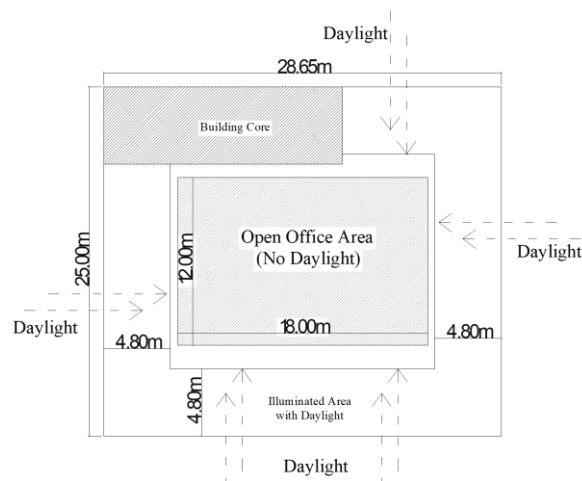 Daylight
28.65m
Building Core
25.00m
Open Office Area
(No Daylight)
12.00m
Daylight
18.00m
Daylight
4.80m
4.80m
4.80m
Illuminated Area
with Daylight
Daylight